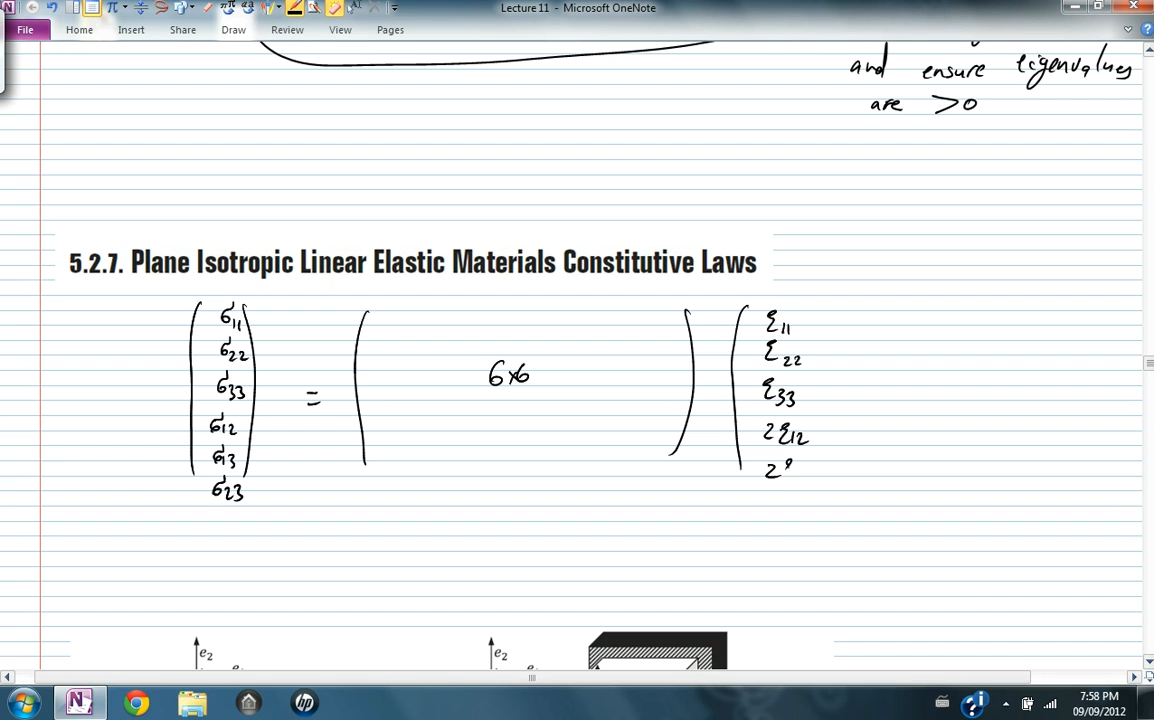 Lecture 11 - Microsoft OneNote
File Home Insert Share Draw Review View Pages
and ensure eigenvalues
are >0
5.2.7. Plane Isotropic Linear Elastic Materials Constitutive Laws
σ11
σ22
σ33
σ12
σ13
σ23
=
6×6
ε11
ε22
ε33
2ε12
2
e2
e2
7:58 PM
09/09/2012